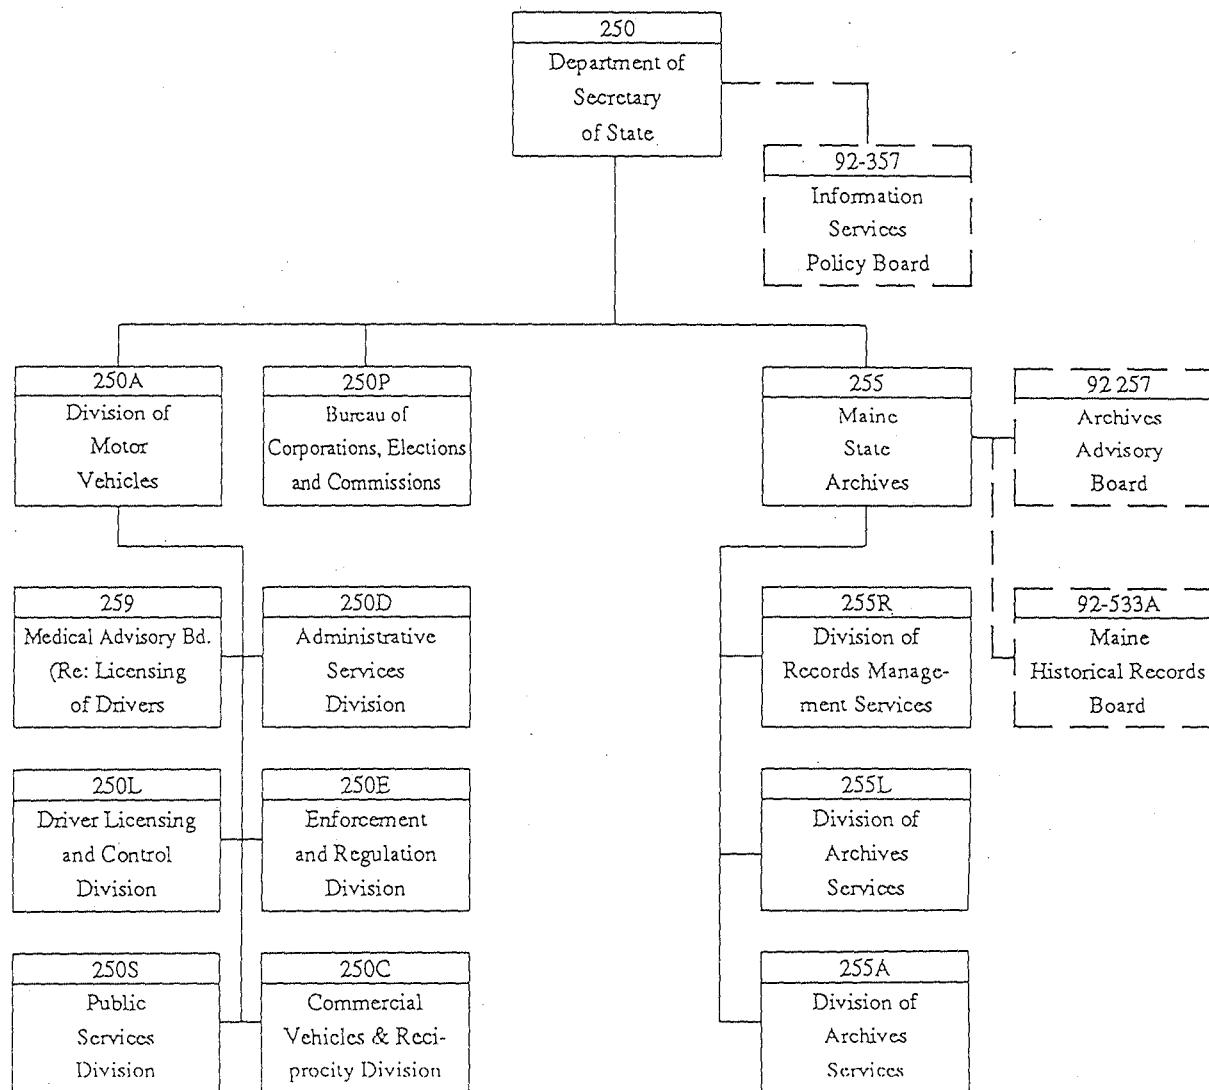 250
Department of
Secretary
of State
92-357
Information
Services
Policy Board
250A
Division of
Motor
Vehicles
250P
Bureau of
Corporations, Elections
and Commissions
255
Maine
State
Archives
92 257
Archives
Advisory
Board
259
Medical Advisory Bd.
(Re: Licensing
of Drivers
250D
Administrative
Services
Division
255R
Division of
Records Manage-
ment Services
92-533A
Maine
Historical Records
Board
250L
Driver Licensing
and Control
Division
250E
Enforcement
and Regulation
Division
255L
Division of
Archives
Services
250S
Public
Services
Division
250C
Commercial
Vehicles & Reci-
procity Division
255A
Division of
Archives
Services